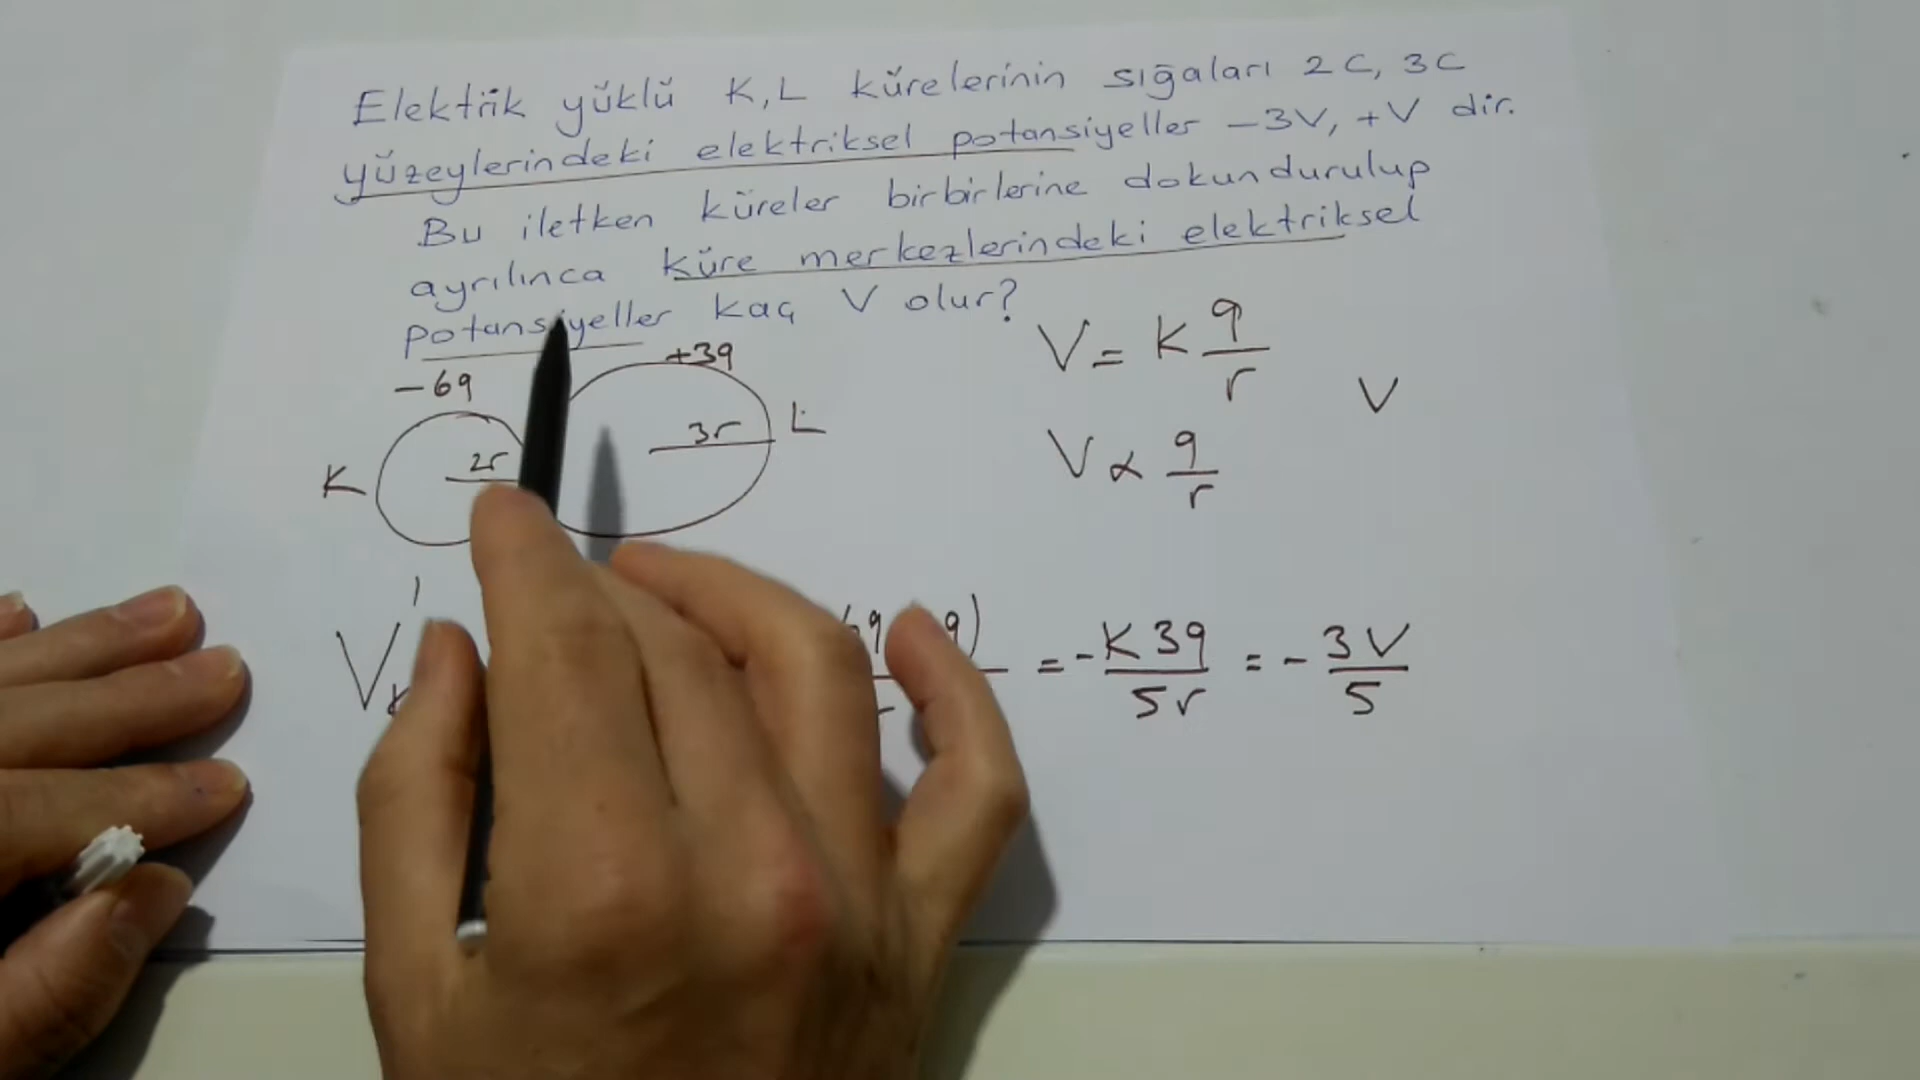 Elektrik yüklü K, L kürelerinin sığaları 2C, 3C
yüzeylerindeki elektriksel potansiyeller -3V, +V dir.
Bu iletken küreler birbirlerine dokundurulup
ayrılınca küre merkezlerindeki elektriksel
potansiyeller kaç V olur?
-6q
+3q
K
2r
3r
L
V = K q/r
V
V α q/r
= -K3q/5r = -3V/5